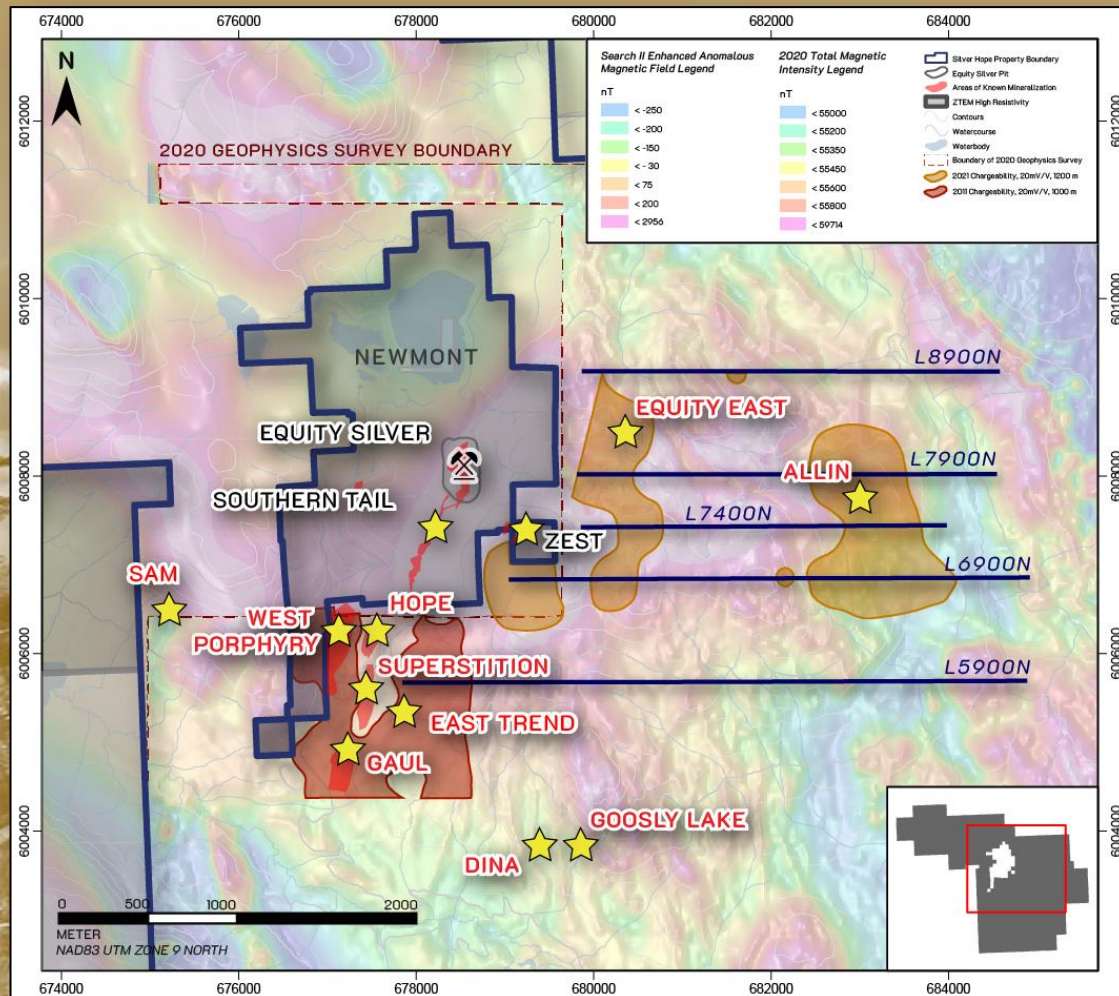 674000
676000
678000
680000
682000
684000
N
6012000
6010000
6008000
6006000
6004000
6012000
6010000
6008000
6006000
6004000
Search II Enhanced Anomalous
Magnetic Field Legend
nT
< -250
< -200
< -150
< - 30
< 75
< 200
< 2956
2020 Total Magnetic
Intensity Legend
nT
< 55000
< 55200
< 55350
< 55450
< 55600
< 55800
< 59714
Silver Hope Property Boundary
Equity Silver Pit
Areas of Known Mineralization
ZTEM High Resistivity
Contours
Watercourse
Waterbody
Boundary of 2020 Geophysics Survey
2021 Chargeability, 20mV/V, 1200 m
2011 Chargeability, 20mV/V, 1000 m
2020 GEOPHYSICS SURVEY BOUNDARY
NEWMONT
L8900N
EQUITY EAST
EQUITY SILVER
L7900N
ALLIN
SOUTHERN TAIL
L7400N
ZEST
L6900N
SAM
HOPE
WEST
PORPHYRY
SUPERSTITION
L5900N
EAST TREND
GAUL
GOOSLY LAKE
DINA
0 500 1000 2000
METER
NAD83 UTM ZONE 9 NORTH
674000
676000
678000
680000
682000
684000